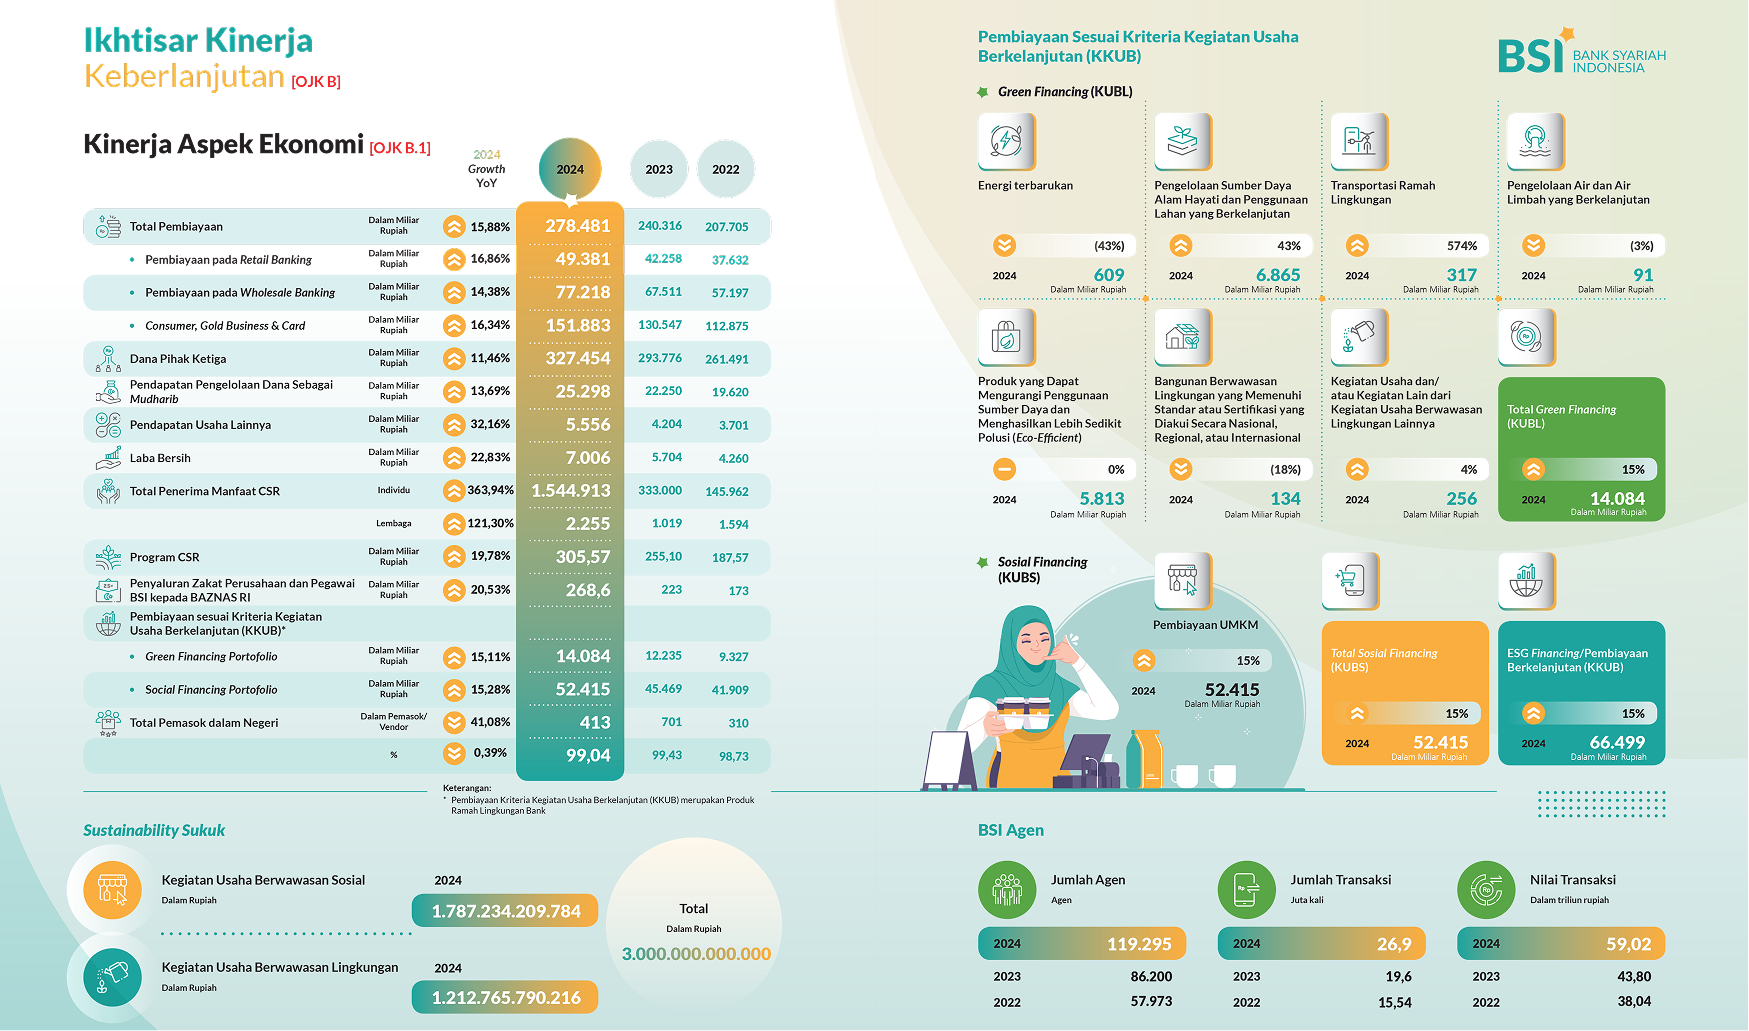 Ikhtisar Kinerja
Keberlanjutan [OJK B]
Kinerja Aspek Ekonomi [OJK B.1]
2024
Growth
YoY
2024
2023
2022
Total Pembiayaan Dalam Miliar Rupiah 15,88% 278.481 240.316 207.705
• Pembiayaan pada Retail Banking Dalam Miliar Rupiah 16,86% 49.381 42.258 37.632
• Pembiayaan pada Wholesale Banking Dalam Miliar Rupiah 14,38% 77.218 67.511 57.197
• Consumer, Gold Business & Card Dalam Miliar Rupiah 16,34% 151.883 130.547 112.875
Dana Pihak Ketiga Dalam Miliar Rupiah 11,46% 327.454 293.776 261.491
Pendapatan Pengelolaan Dana Sebagai
Mudharib Dalam Miliar Rupiah 13,69% 25.298 22.250 19.620
Pendapatan Usaha Lainnya Dalam Miliar Rupiah 32,16% 5.556 4.204 3.701
Laba Bersih Dalam Miliar Rupiah 22,83% 7.006 5.704 4.260
Total Penerima Manfaat CSR Individu 363,94% 1.544.913 333.000 145.962
Lembaga 121,30% 2.255 1.019 1.594
Program CSR Dalam Miliar Rupiah 19,78% 305,57 255,10 187,57
Penyaluran Zakat Perusahaan dan Pegawai
BSI kepada BAZNAS RI Dalam Miliar Rupiah 20,53% 268,6 223 173
Pembiayaan sesuai Kriteria Kegiatan
Usaha Berkelanjutan (KKUB)*
• Green Financing Portofolio Dalam Miliar Rupiah 15,11% 14.084 12.235 9.327
• Social Financing Portofolio Dalam Miliar Rupiah 15,28% 52.415 45.469 41.909
Total Pemasok dalam Negeri Dalam Pemasok/ Vendor 41,08% 413 701 310
% 0,39% 99,04 99,43 98,73
Keterangan:
* Pembiayaan Kriteria Kegiatan Usaha Berkelanjutan (KKUB) merupakan Produk
Ramah Lingkungan Bank
Sustainability Sukuk
Kegiatan Usaha Berwawasan Sosial
Dalam Rupiah
2024
1.787.234.209.784
Kegiatan Usaha Berwawasan Lingkungan
Dalam Rupiah
2024
1.212.765.790.216
Total
Dalam Rupiah
3.000.000.000.000
Pembiayaan Sesuai Kriteria Kegiatan Usaha
Berkelanjutan (KKUB)
BSI BANK SYARIAH
INDONESIA
Green Financing (KUBL)
Energi terbarukan
(43%)
2024 609
Dalam Miliar Rupiah
Pengelolaan Sumber Daya
Alam Hayati dan Penggunaan
Lahan yang Berkelanjutan
43%
2024 6.865
Dalam Miliar Rupiah
Transportasi Ramah
Lingkungan
574%
2024 317
Dalam Miliar Rupiah
Pengelolaan Air dan Air
Limbah yang Berkelanjutan
(3%)
2024 91
Dalam Miliar Rupiah
Produk yang Dapat
Mengurangi Penggunaan
Sumber Daya dan
Menghasilkan Lebih Sedikit
Polusi (Eco-Efficient)
0%
2024 5.813
Dalam Miliar Rupiah
Bangunan Berwawasan
Lingkungan yang Memenuhi
Standar atau Sertifikasi yang
Diakui Secara Nasional,
Regional, atau Internasional
(18%)
2024 134
Dalam Miliar Rupiah
Kegiatan Usaha dan/
atau Kegiatan Lain dari
Kegiatan Usaha Berwawasan
Lingkungan Lainnya
4%
2024 256
Dalam Miliar Rupiah
Total Green Financing
(KUBL)
15%
2024 14.084
Dalam Miliar Rupiah
Sosial Financing
(KUBS)
Pembiayaan UMKM
15%
2024 52.415
Dalam Miliar Rupiah
Total Sosial Financing
(KUBS)
15%
2024 52.415
Dalam Miliar Rupiah
ESG Financing/Pembiayaan
Berkelanjutan (KKUB)
15%
2024 66.499
Dalam Miliar Rupiah
BSI Agen
Jumlah Agen
Agen
2024 119.295
2023 86.200
2022 57.973
Jumlah Transaksi
Juta kali
2024 26,9
2023 19,6
2022 15,54
Nilai Transaksi
Dalam triliun rupiah
2024 59,02
2023 43,80
2022 38,04